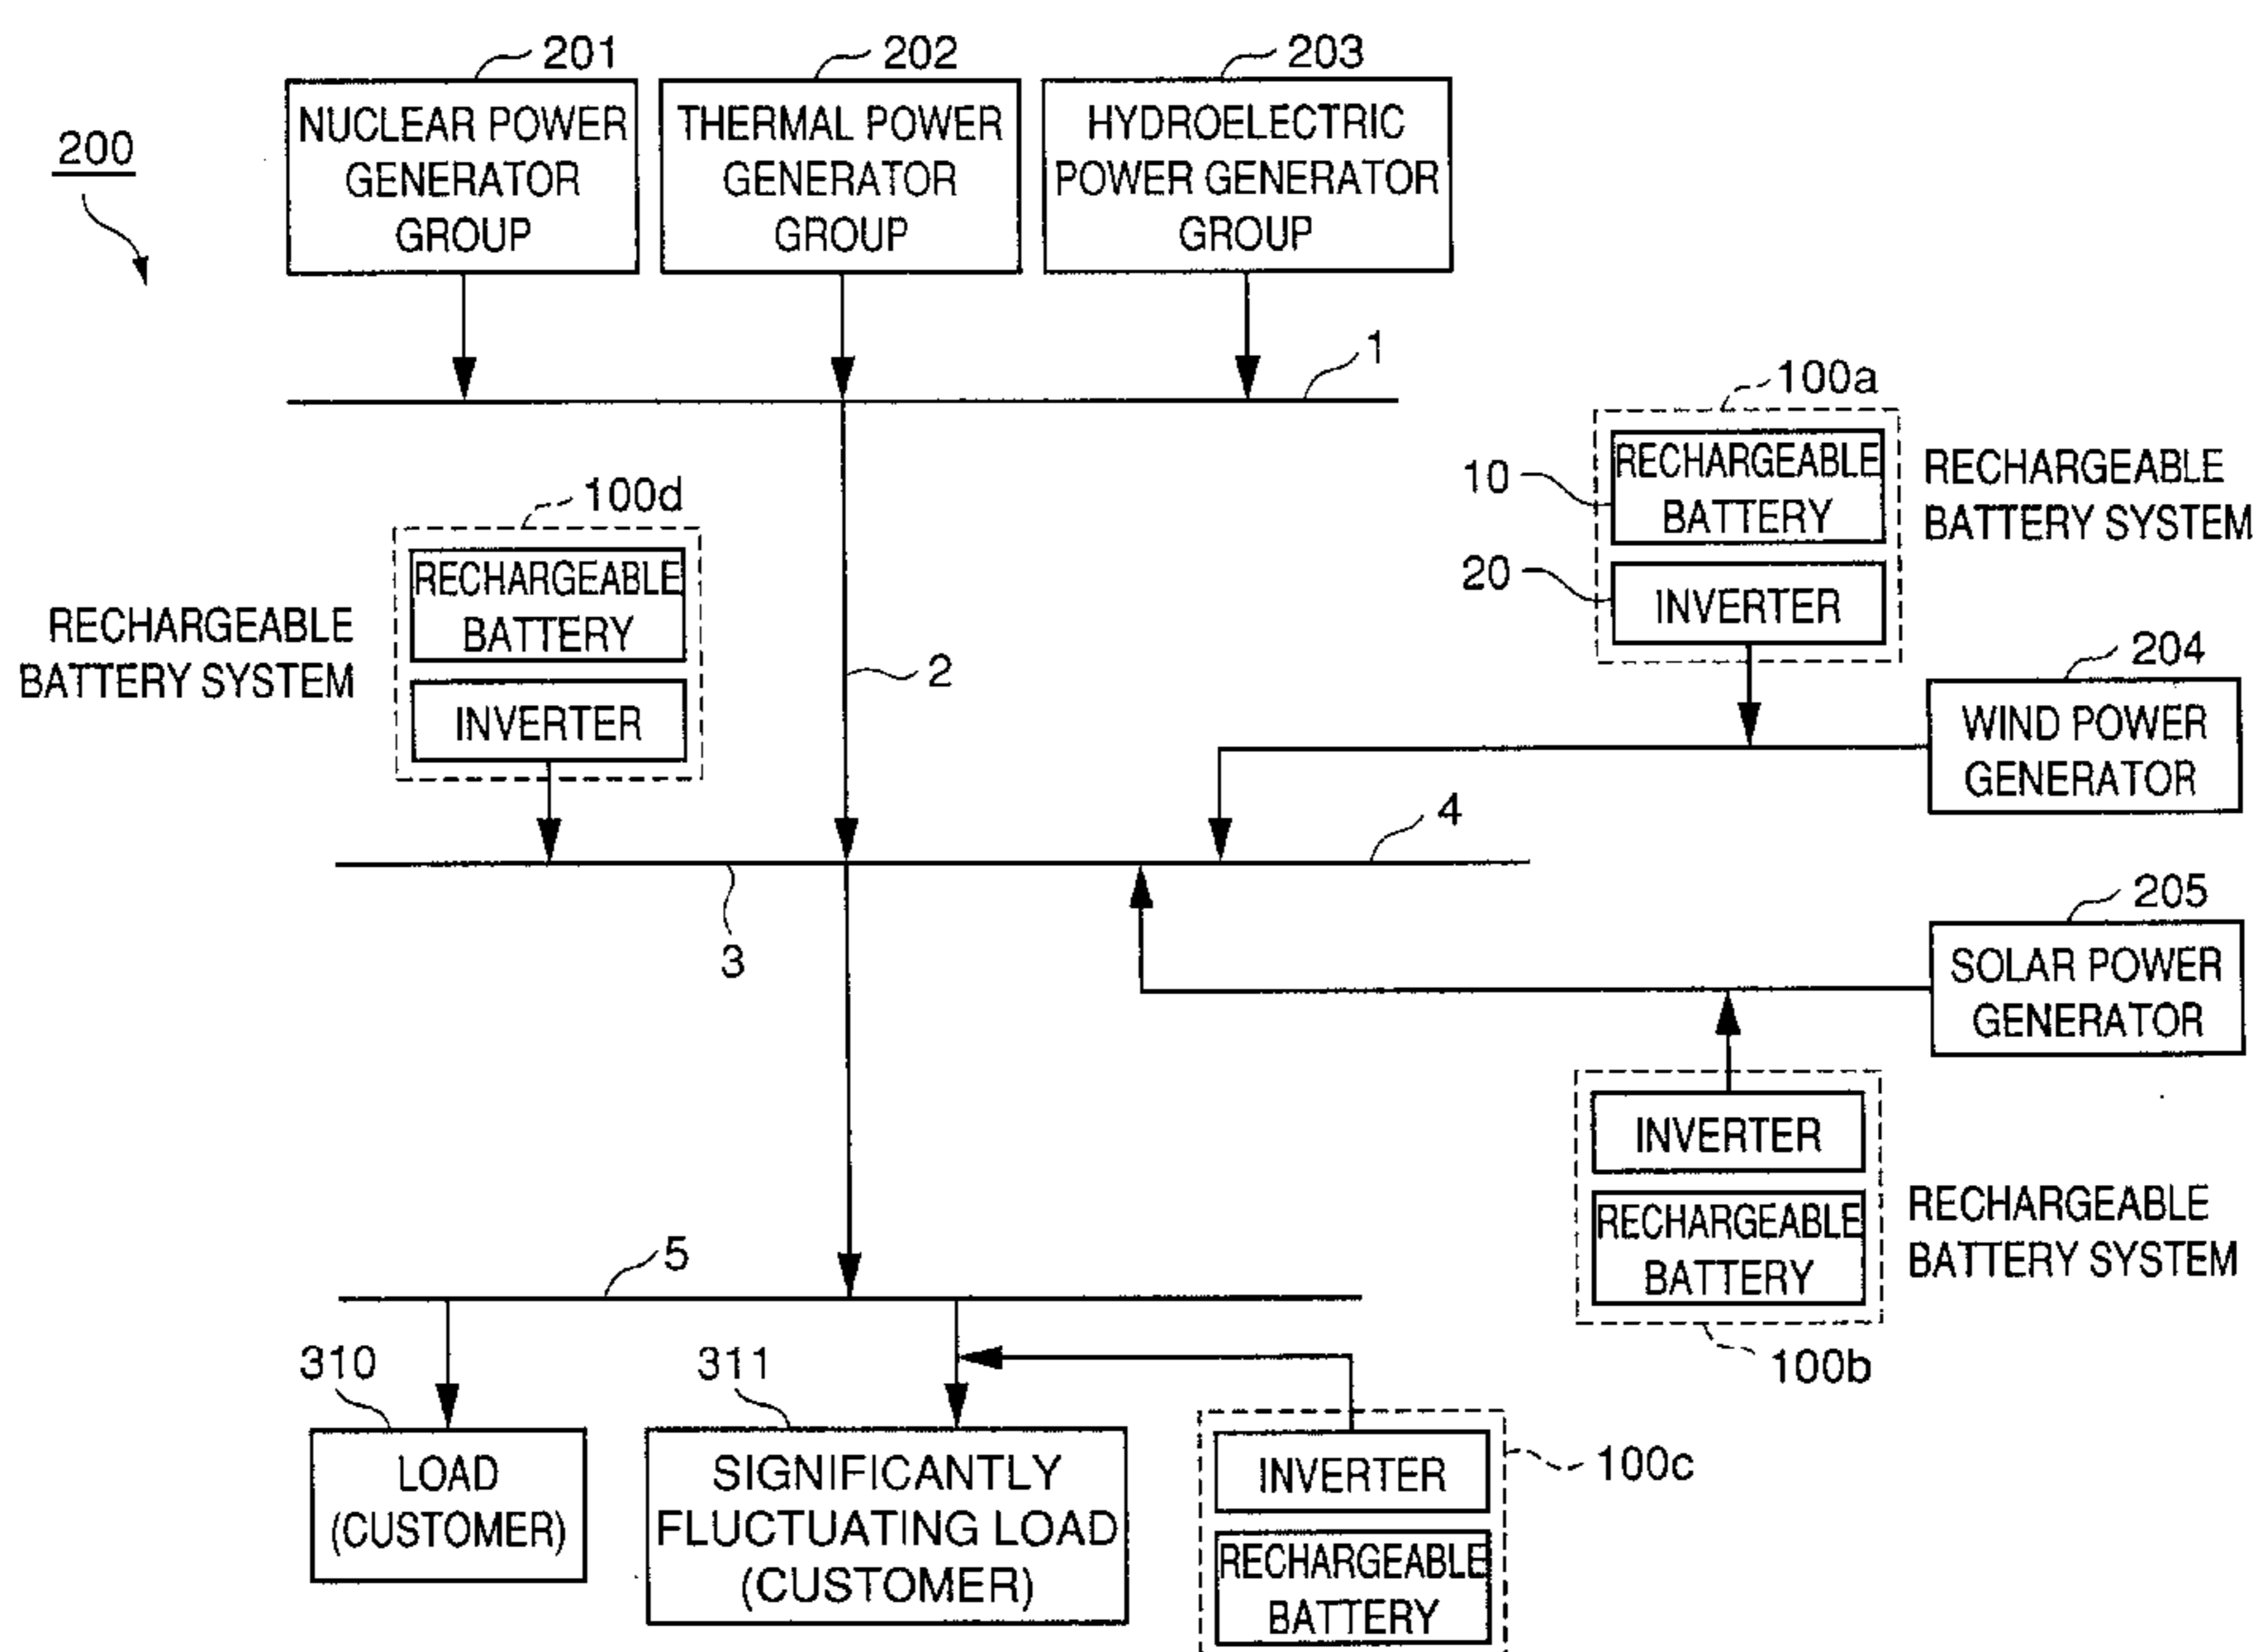 200
201
NUCLEAR POWER
GENERATOR
GROUP
202
THERMAL POWER
GENERATOR
GROUP
203
HYDROELECTRIC
POWER GENERATOR
GROUP
1
100a
RECHARGEABLE
BATTERY
INVERTER
10
20
RECHARGEABLE
BATTERY SYSTEM
100d
RECHARGEABLE
BATTERY
INVERTER
RECHARGEABLE
BATTERY SYSTEM
2
204
WIND POWER
GENERATOR
4
3
205
SOLAR POWER
GENERATOR
INVERTER
RECHARGEABLE
BATTERY
RECHARGEABLE
BATTERY SYSTEM
100b
5
310
LOAD
(CUSTOMER)
311
SIGNIFICANTLY
FLUCTUATING LOAD
(CUSTOMER)
100c
INVERTER
RECHARGEABLE
BATTERY